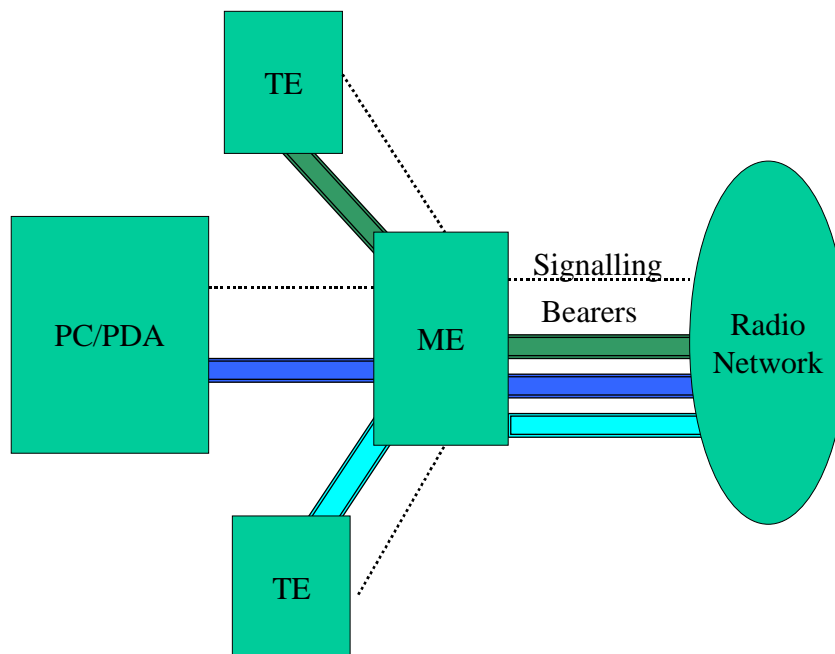 TE
Signalling
Bearers
PC/PDA
ME
Radio
Network
TE